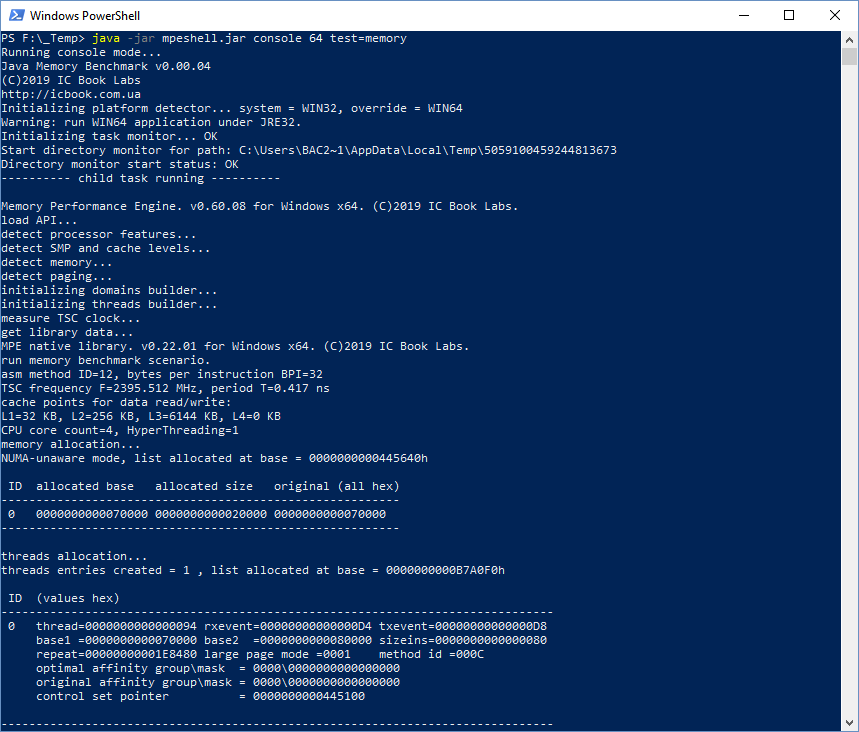 Windows PowerShell
PS F:\_Temp> java -jar mpeshell.jar console 64 test=memory
Running console mode...
Java Memory Benchmark v0.00.04
(C)2019 IC Book Labs
http://icbook.com.ua
Initializing platform detector... system = WIN32, override = WIN64
Warning: run WIN64 application under JRE32.
Initializing task monitor... OK
Start directory monitor for path: C:\Users\BAC2~1\AppData\Local\Temp\5059100459244813673
Directory monitor start status: OK
---------- child task running ----------
Memory Performance Engine. v0.60.08 for Windows x64. (C)2019 IC Book Labs.
load API...
detect processor features...
detect SMP and cache levels...
detect memory...
detect paging...
initializing domains builder...
initializing threads builder...
measure TSC clock...
get library data...
MPE native library. v0.22.01 for Windows x64. (C)2019 IC Book Labs.
run memory benchmark scenario.
asm method ID=12, bytes per instruction BPI=32
TSC frequency F=2395.512 MHz, period T=0.417 ns
cache points for data read/write:
L1=32 KB, L2=256 KB, L3=6144 KB, L4=0 KB
CPU core count=4, HyperThreading=1
memory allocation...
NUMA-unaware mode, list allocated at base = 0000000000445640h
ID  allocated base   allocated size   original (all hex)
---------------------------------------------------------
0   0000000000070000 0000000000020000 0000000000070000
---------------------------------------------------------
threads allocation...
threads entries created = 1 , list allocated at base = 0000000000B7A0F0h
ID  (values hex)
-------------------------------------------------------------------------------
0   thread=0000000000000094 rxevent=00000000000000D4 txevent=00000000000000D8
base1 =0000000000070000 base2  =0000000000080000 sizeins=0000000000000080
repeat=00000000001E8480 large page mode =0001    method id =000C
optimal affinity group\mask  = 0000\0000000000000000
original affinity group\mask = 0000\0000000000000000
control set pointer          = 0000000000445100
-------------------------------------------------------------------------------